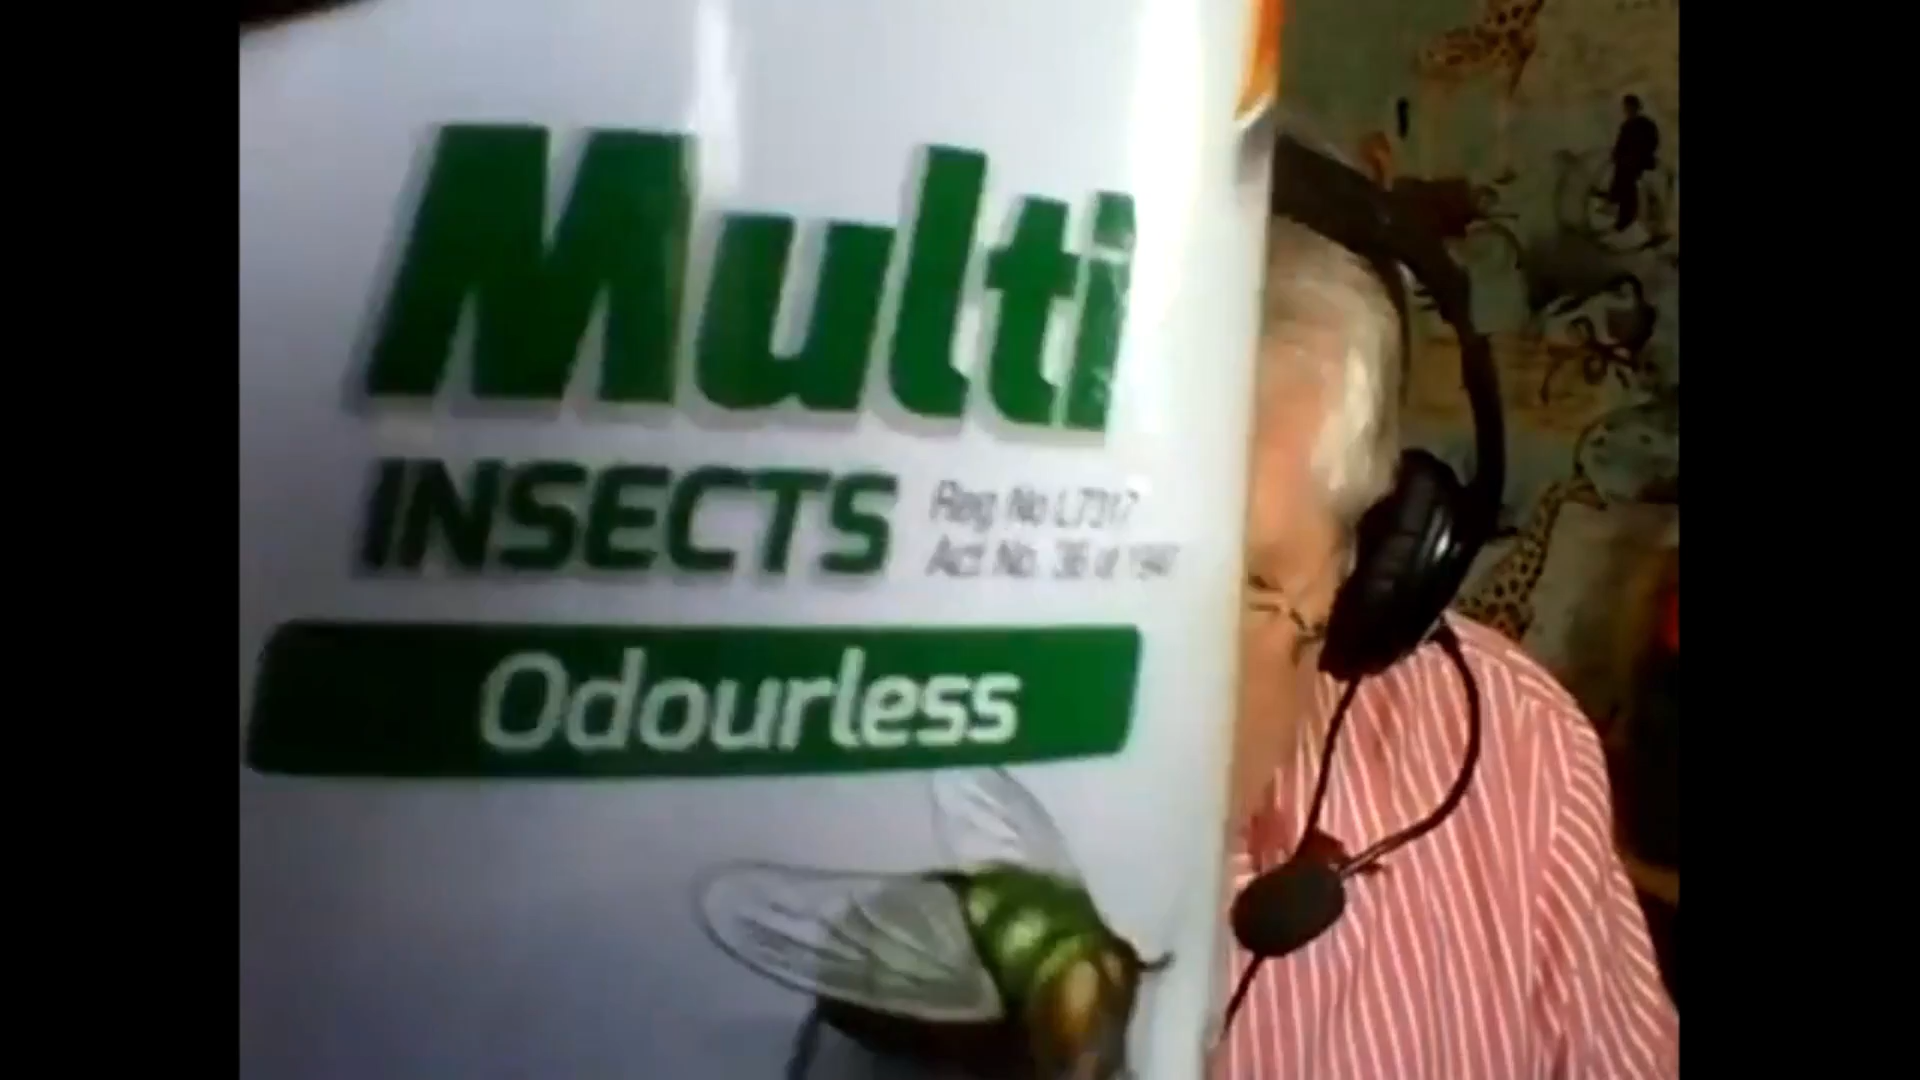 Multi
INSECTS
Reg No L7317
Act No. 36 of 1947
Odourless